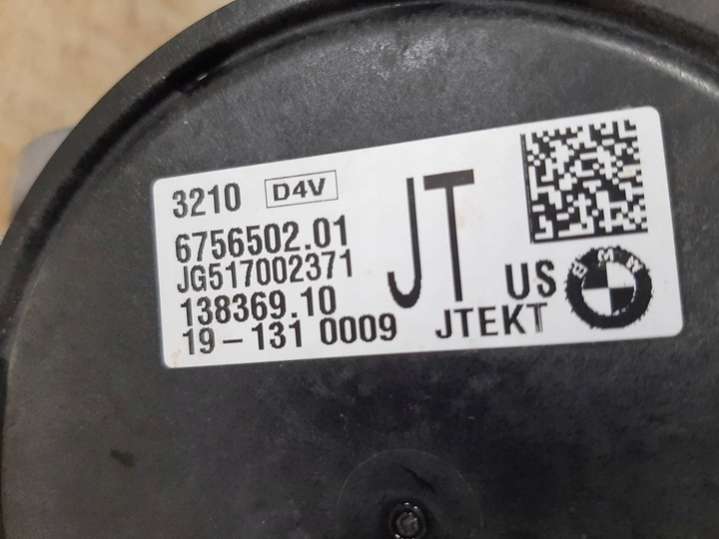 3210 D4V
6756502.01
JG517002371
138369.10
19-131 0009
JT
US
JTEKT
BMW